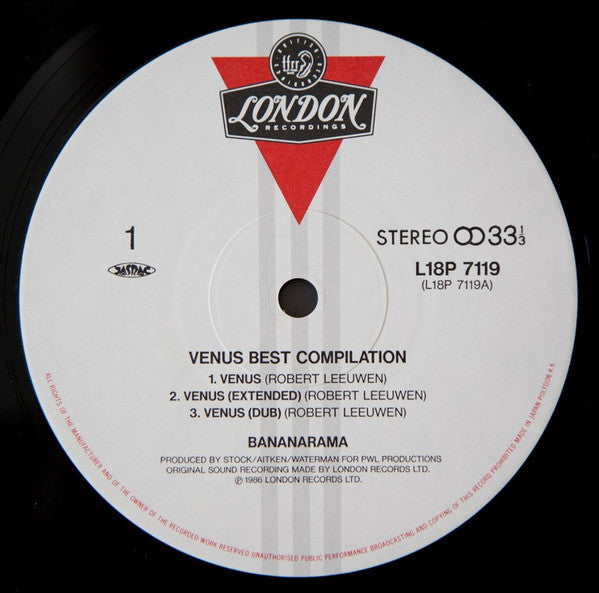 BRITISH
ffrr
LONDON
RECORDINGS
1
STEREO 33⅓
JASRAC
L18P 7119
(L18P 7119A)
VENUS BEST COMPILATION
1. VENUS (ROBERT LEEUWEN)
2. VENUS (EXTENDED) (ROBERT LEEUWEN)
3. VENUS (DUB) (ROBERT LEEUWEN)
BANANARAMA
PRODUCED BY STOCK/AITKEN/WATERMAN FOR PWL PRODUCTIONS
ORIGINAL SOUND RECORDING MADE BY LONDON RECORDS LTD.
℗ 1986 LONDON RECORDS LTD.
ALL RIGHTS OF THE MANUFACTURER AND OF THE OWNER OF THE RECORDED WORK RESERVED UNAUTHORISED PUBLIC PERFORMANCE BROADCASTING AND COPYING OF THIS RECORD PROHIBITED MADE IN JAPAN POLYDOR K.K.